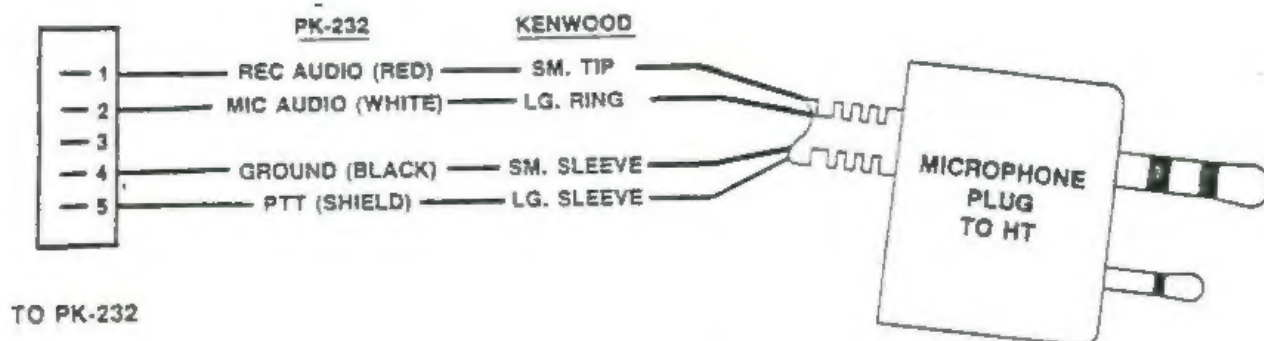 PK-232 KENWOOD
1 REC AUDIO (RED) SM. TIP
2 MIC AUDIO (WHITE) LG. RING
3
4 GROUND (BLACK) SM. SLEEVE
5 PTT (SHIELD) LG. SLEEVE
MICROPHONE
PLUG
TO HT
TO PK-232